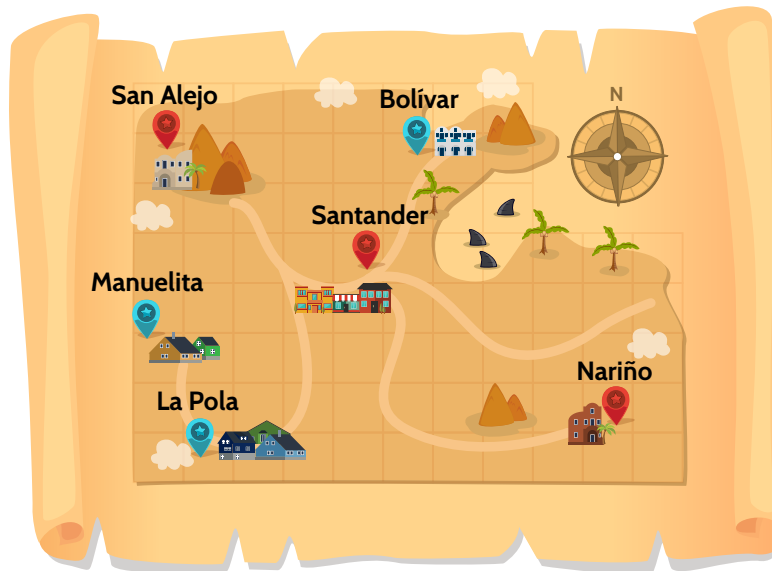 San Alejo
Bolívar
N
Santander
Manuelita
Nariño
La Pola